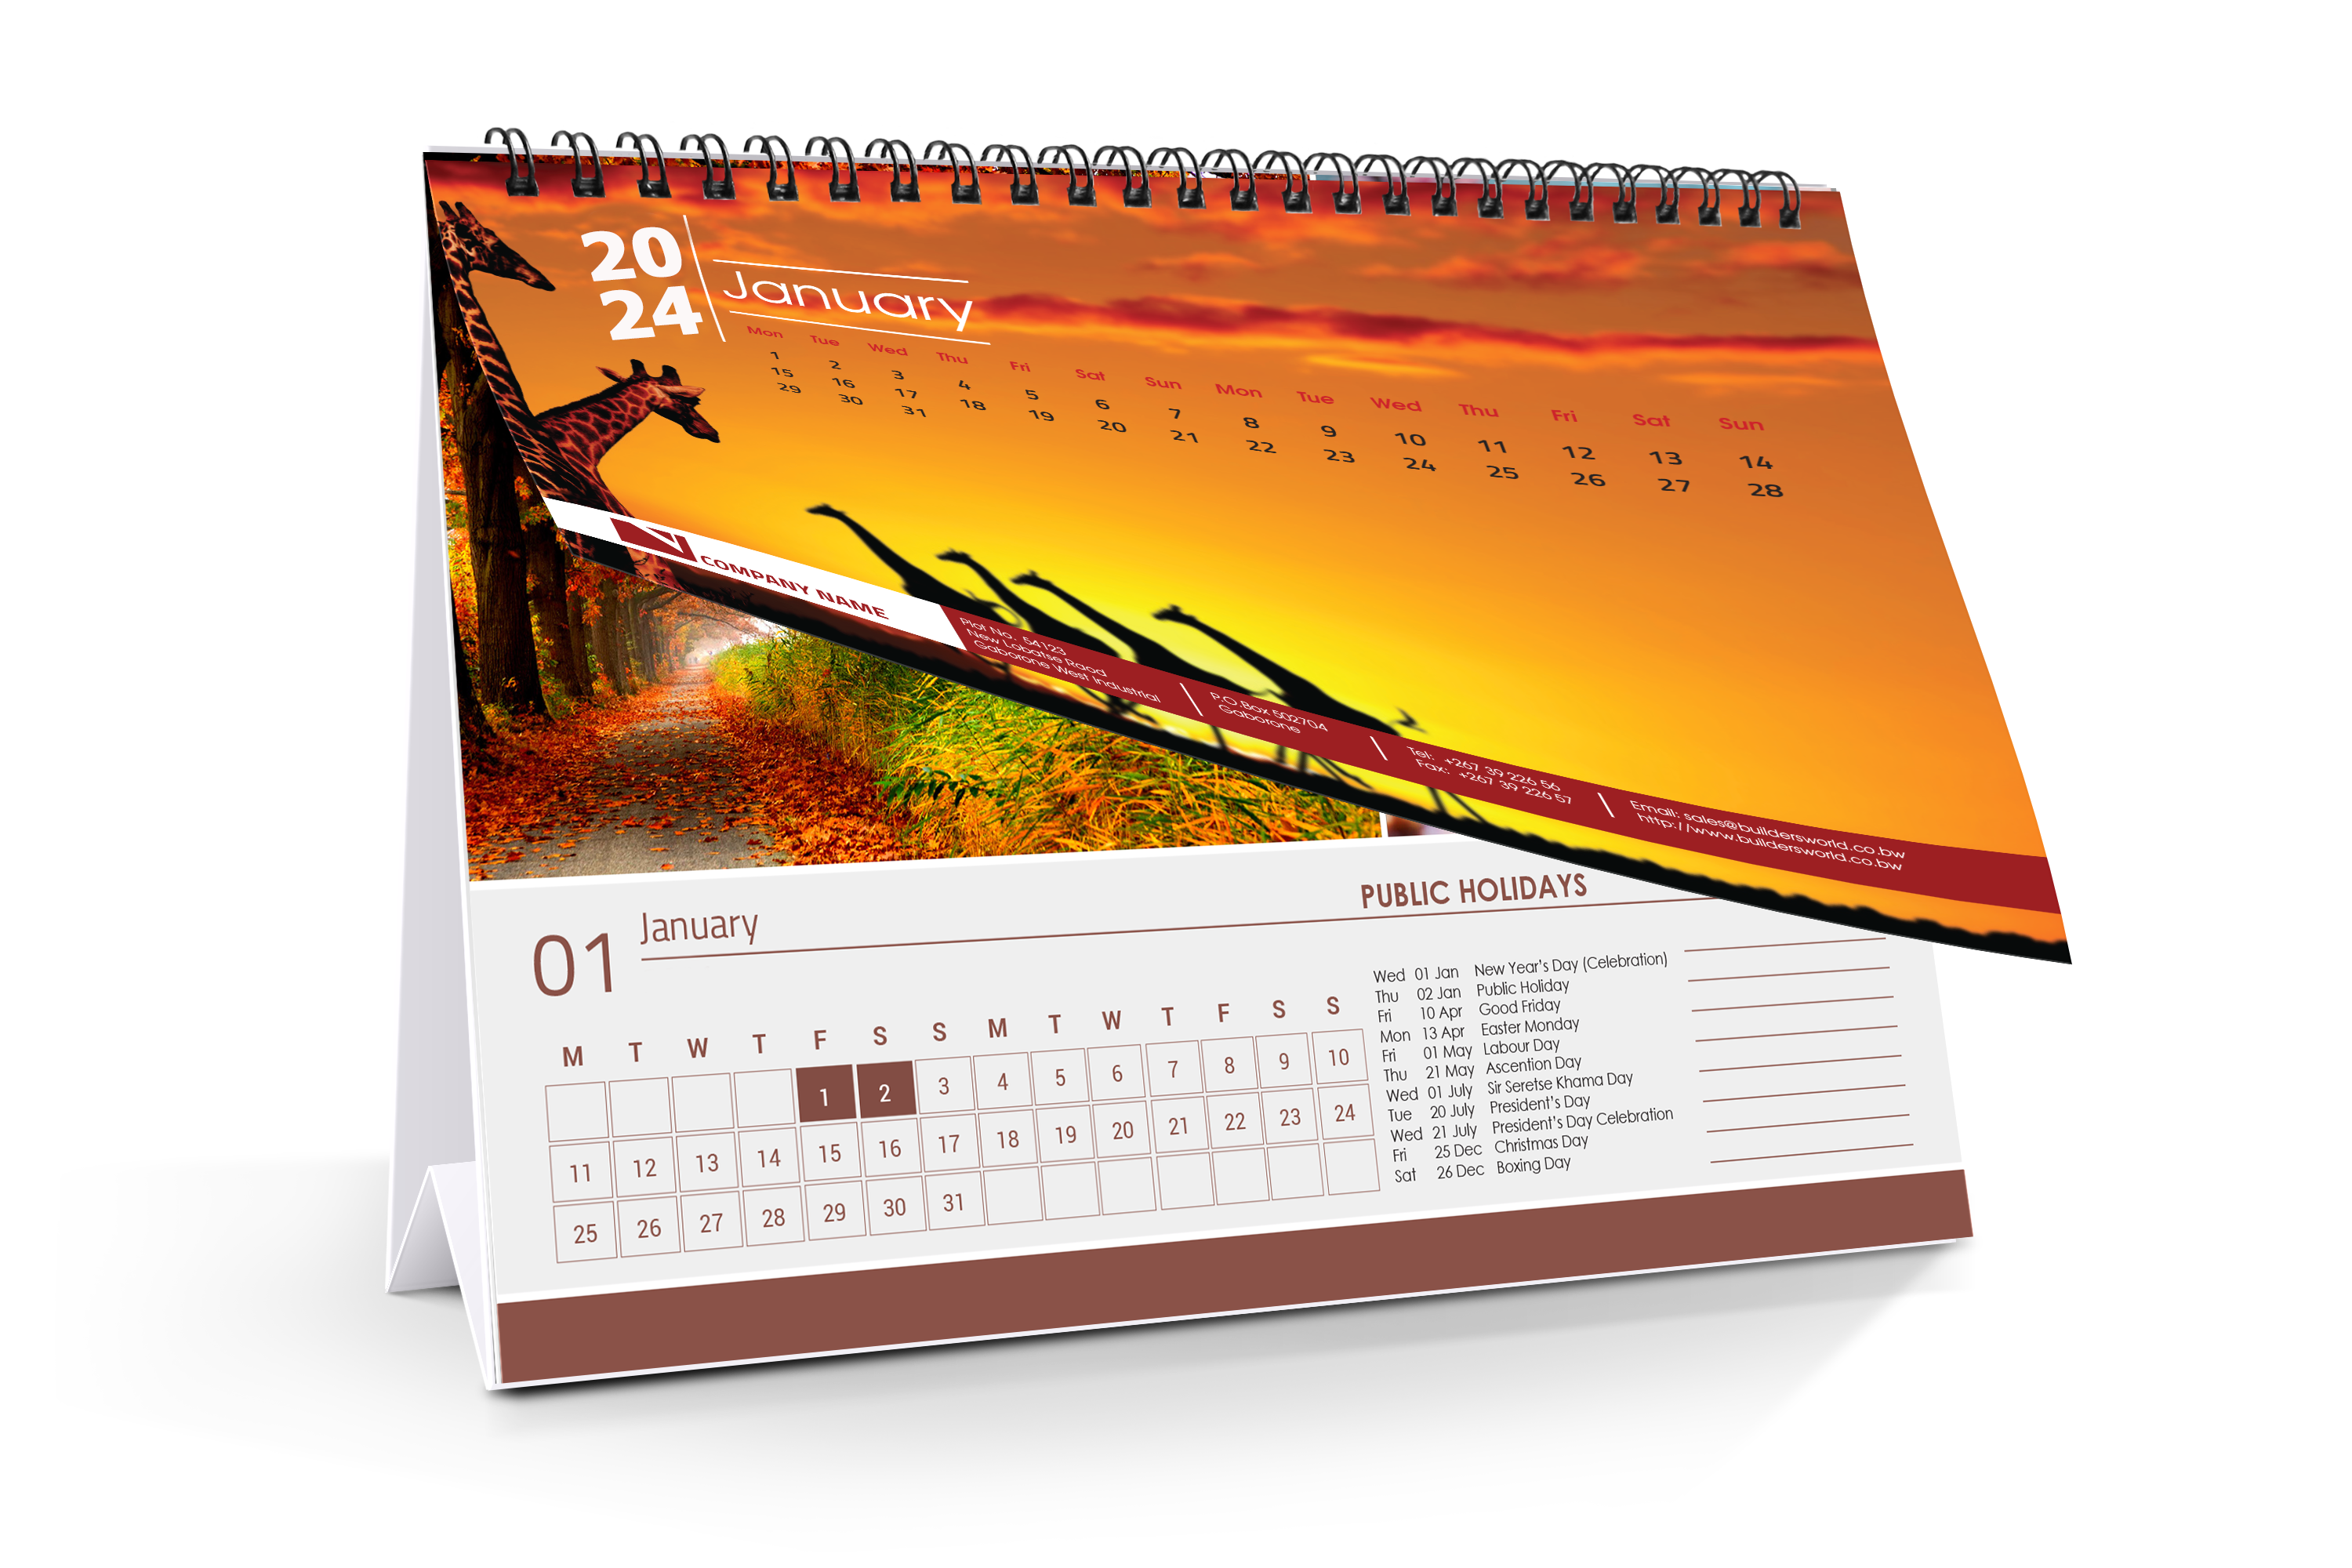 20
24
January
Mon Tue Wed Thu Fri Sat Sun Mon Tue Wed Thu Fri Sat Sun
1 2 3 4 5 6 7 8 9 10 11 12 13 14
15 16 17 18 19 20 21 22 23 24 25 26 27 28
29 30 31
COMPANY NAME
Plot No. 54123
New Lobatse Raod
Gaborone West Industrial
P.O.Box 502704
Gaborone
Tel: +267 39 226 56
Fax: +267 39 226 57
Email: sales@buildersworld.co.bw
http://www.buildersworld.co.bw
01
January
M T W T F S S M T W T F S S
1 2 3 4 5 6 7 8 9 10
11 12 13 14 15 16 17 18 19 20 21 22 23 24
25 26 27 28 29 30 31
PUBLIC HOLIDAYS
Wed 01 Jan New Year's Day (Celebration)
Thu 02 Jan Public Holiday
Fri 10 Apr Good Friday
Mon 13 Apr Easter Monday
Fri 01 May Labour Day
Thu 21 May Ascention Day
Wed 01 July Sir Seretse Khama Day
Tue 20 July President's Day
Wed 21 July President's Day Celebration
Fri 25 Dec Christmas Day
Sat 26 Dec Boxing Day